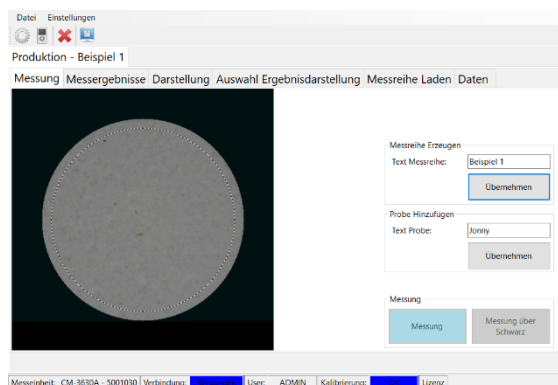 Datei Einstellungen
Produktion - Beispiel 1
Messung Messergebnisse Darstellung Auswahl Ergebnisdarstellung Messreihe Laden Daten
Messreihe Erzeugen
Text Messreihe: Beispiel 1
Übernehmen
Probe Hinzufügen
Text Probe: Jonny
Übernehmen
Messung
Messung
Messung über
Schwarz
Messeinheit: CM-3630A - 5001030 Verbindung: User: ADMIN Kalibrierung: Lizenz